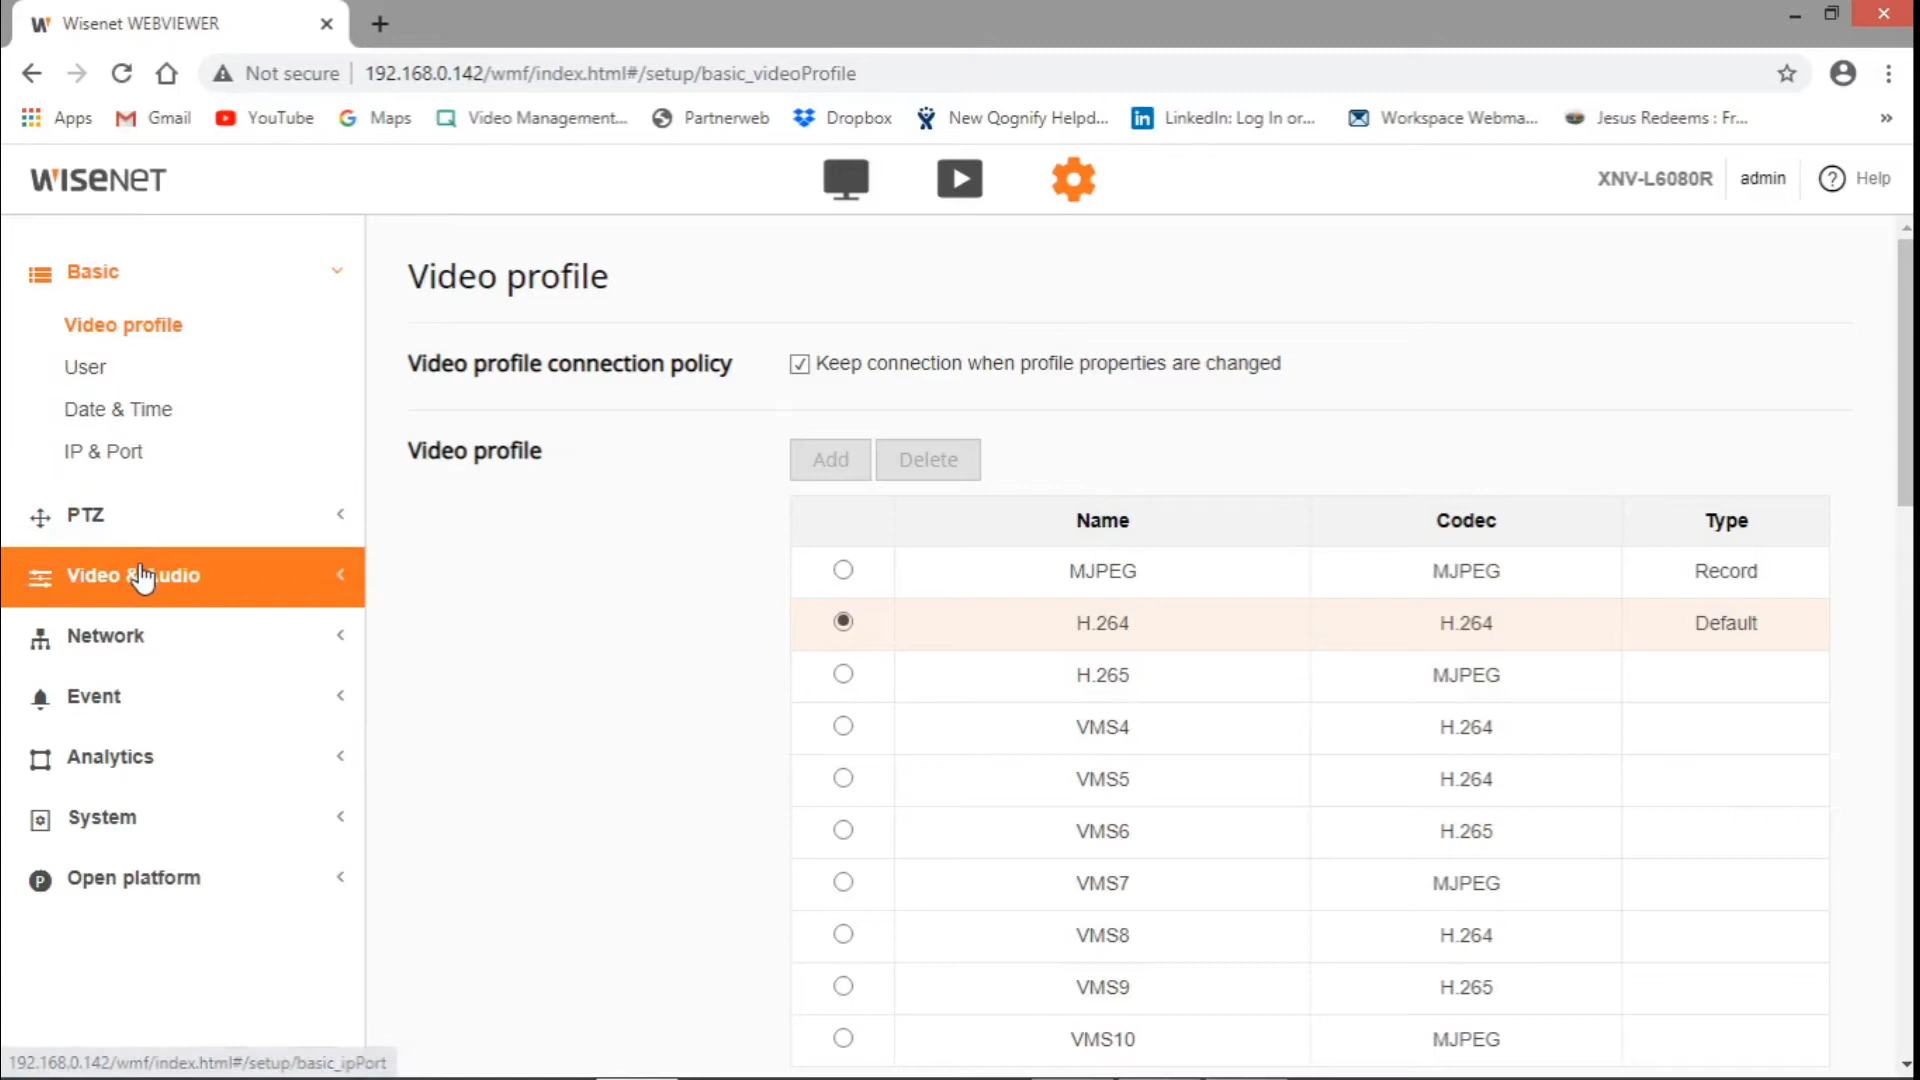 Wisenet WEBVIEWER
Not secure 192.168.0.142/wmf/index.html#/setup/basic_videoProfile
Apps Gmail YouTube Maps Video Management... Partnerweb Dropbox New Qognify Helpd... LinkedIn: Log In or... Workspace Webma... Jesus Redeems : Fr... »
WISENET XNV-L6080R admin ? Help
Basic
Video profile
User
Date & Time
IP & Port
PTZ
Video & Audio
Network
Event
Analytics
System
Open platform
Video profile
Video profile connection policy Keep connection when profile properties are changed
Video profile Add Delete
Name Codec Type
MJPEG MJPEG Record
H.264 H.264 Default
H.265 MJPEG
VMS4 H.264
VMS5 H.264
VMS6 H.265
VMS7 MJPEG
VMS8 H.264
VMS9 H.265
VMS10 MJPEG
192.168.0.142/wmf/index.html#/setup/basic_ipPort